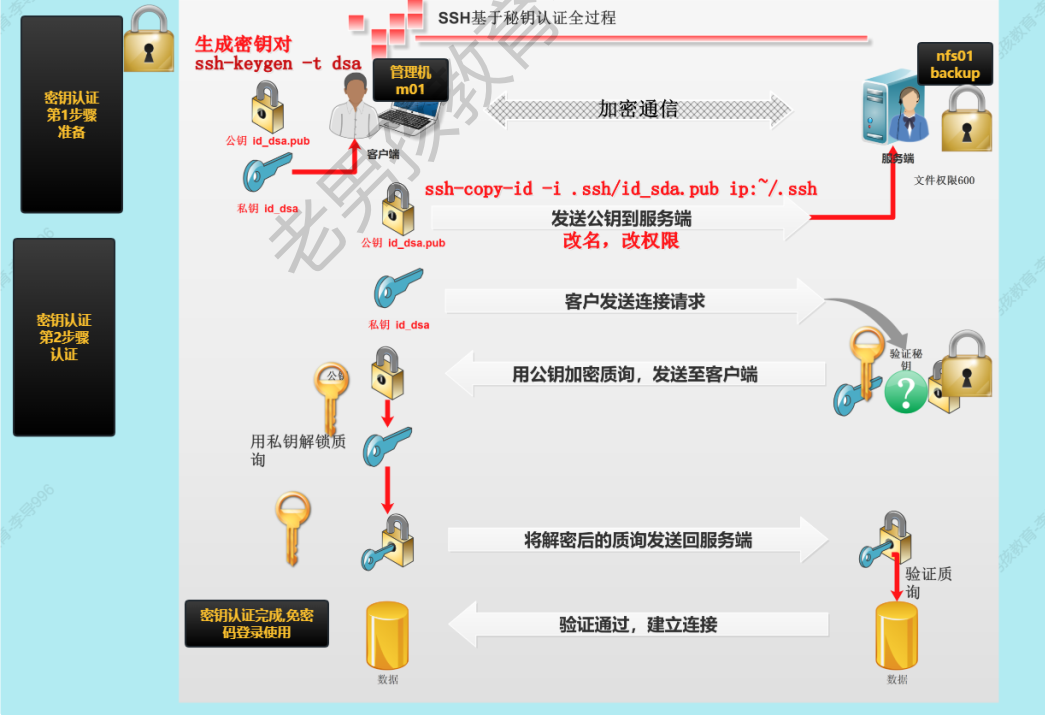 SSH基于秘钥认证全过程
密钥认证
第1步骤
准备
生成密钥对
ssh-keygen -t dsa
管理机
m01
nfs01
backup
加密通信
公钥 id_dsa.pub
客户端
服务端
文件权限600
私钥 id_dsa
ssh-copy-id -i .ssh/id_sda.pub ip:~/.ssh
发送公钥到服务端
改名，改权限
公钥 id_dsa.pub
密钥认证
第2步骤
认证
客户发送连接请求
私钥 id_dsa
验证秘
钥
用公钥加密质询，发送至客户端
用私钥解锁质
询
将解密后的质询发送回服务端
验证质
询
密钥认证完成,免密
码登录使用
验证通过，建立连接
数据
数据
老男孩教育
李导996